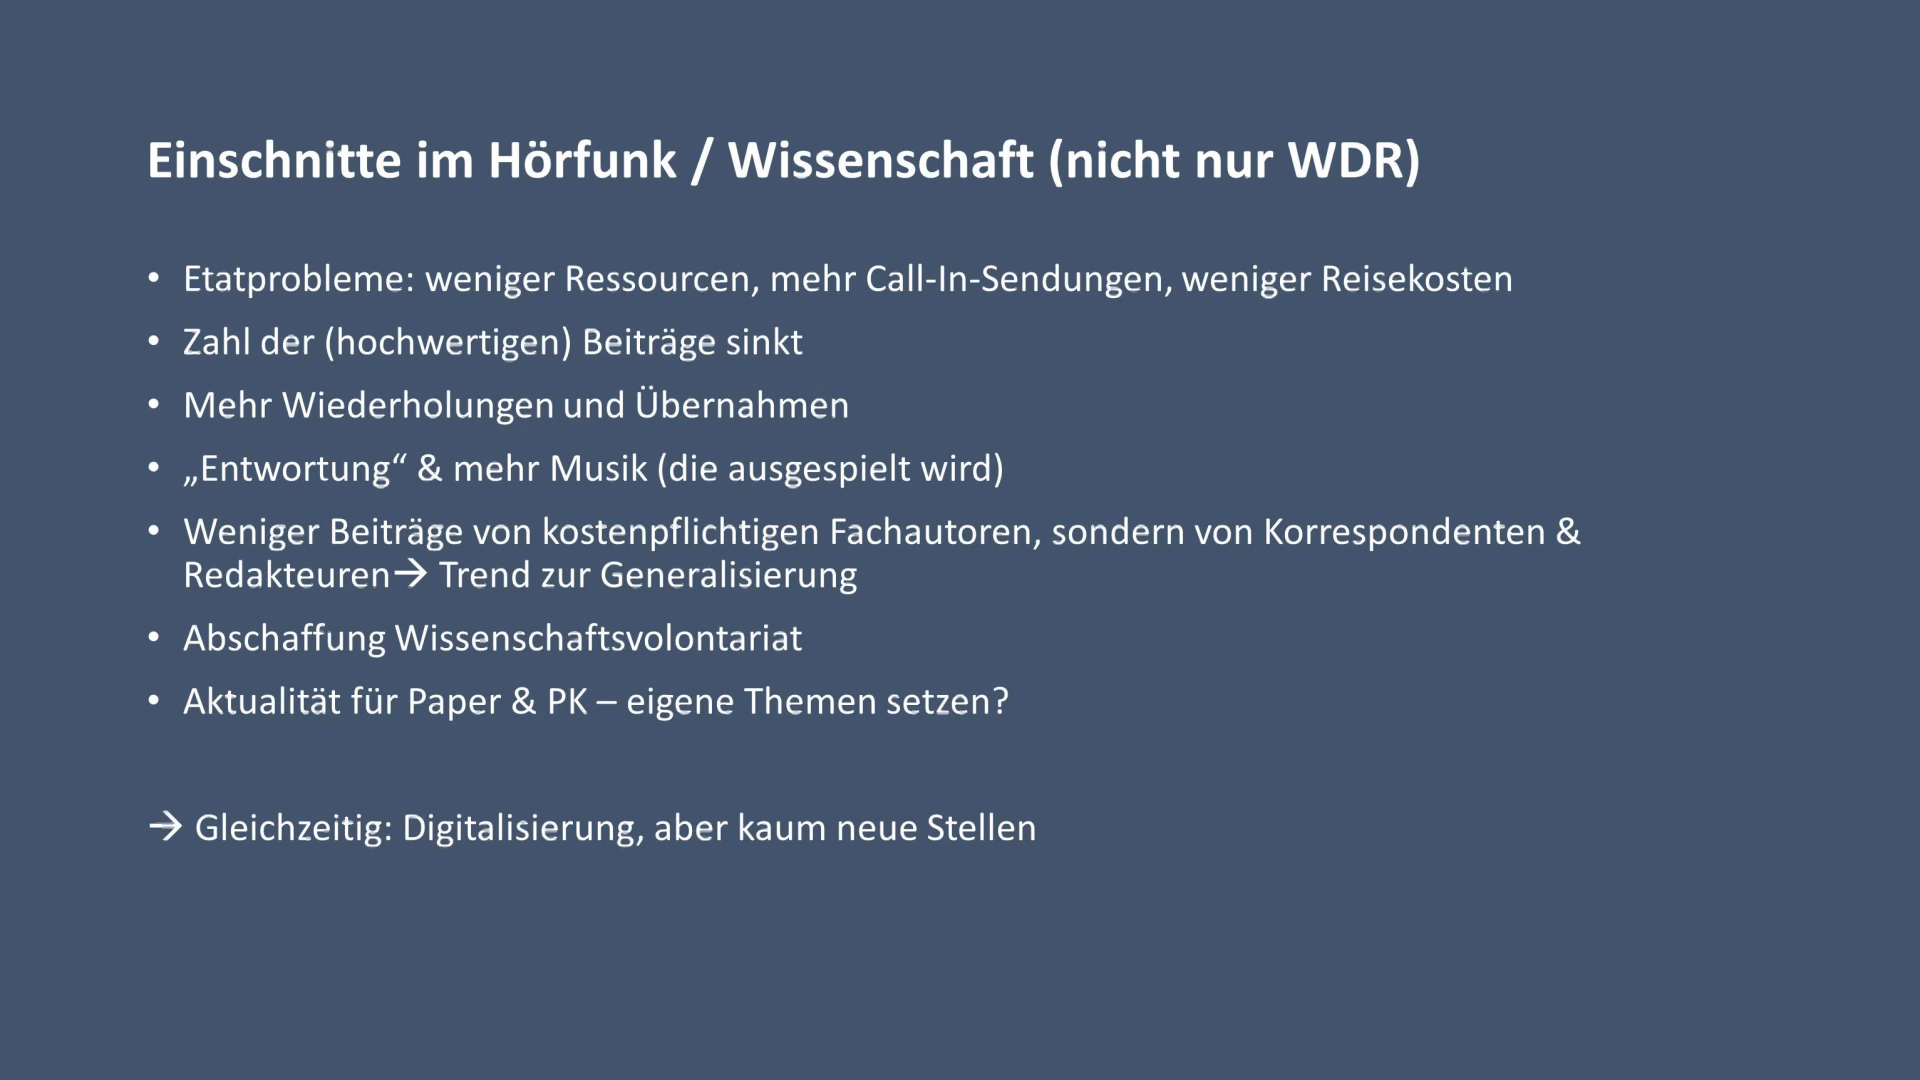 Einschnitte im Hörfunk / Wissenschaft (nicht nur WDR)
• Etatprobleme: weniger Ressourcen, mehr Call-In-Sendungen, weniger Reisekosten
• Zahl der (hochwertigen) Beiträge sinkt
• Mehr Wiederholungen und Übernahmen
• „Entwortung“ & mehr Musik (die ausgespielt wird)
• Weniger Beiträge von kostenpflichtigen Fachautoren, sondern von Korrespondenten &
Redakteuren→ Trend zur Generalisierung
• Abschaffung Wissenschaftsvolontariat
• Aktualität für Paper & PK – eigene Themen setzen?
→ Gleichzeitig: Digitalisierung, aber kaum neue Stellen